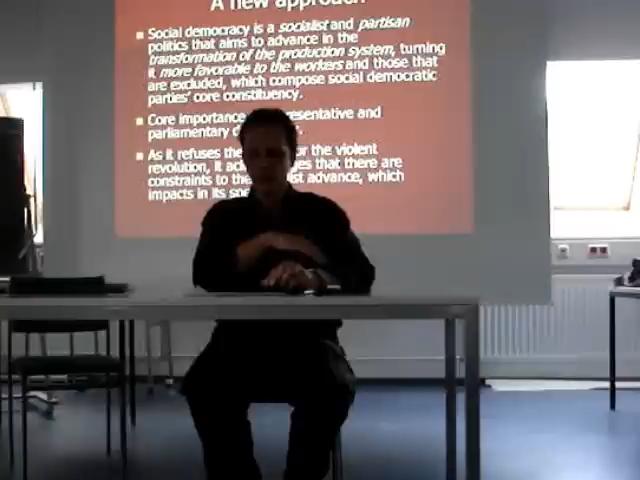 A new approach
Social democracy is a socialist and partisan
politics that aims to advance in the
transformation of the production system, turning
it more favorable to the workers and those that
are excluded, which compose social democratic
parties' core constituency.
Core importance resentative and
parliamentary
As it refuses the or the violent
revolution, it es that there are
constraints to the ist advance, which
impacts in its